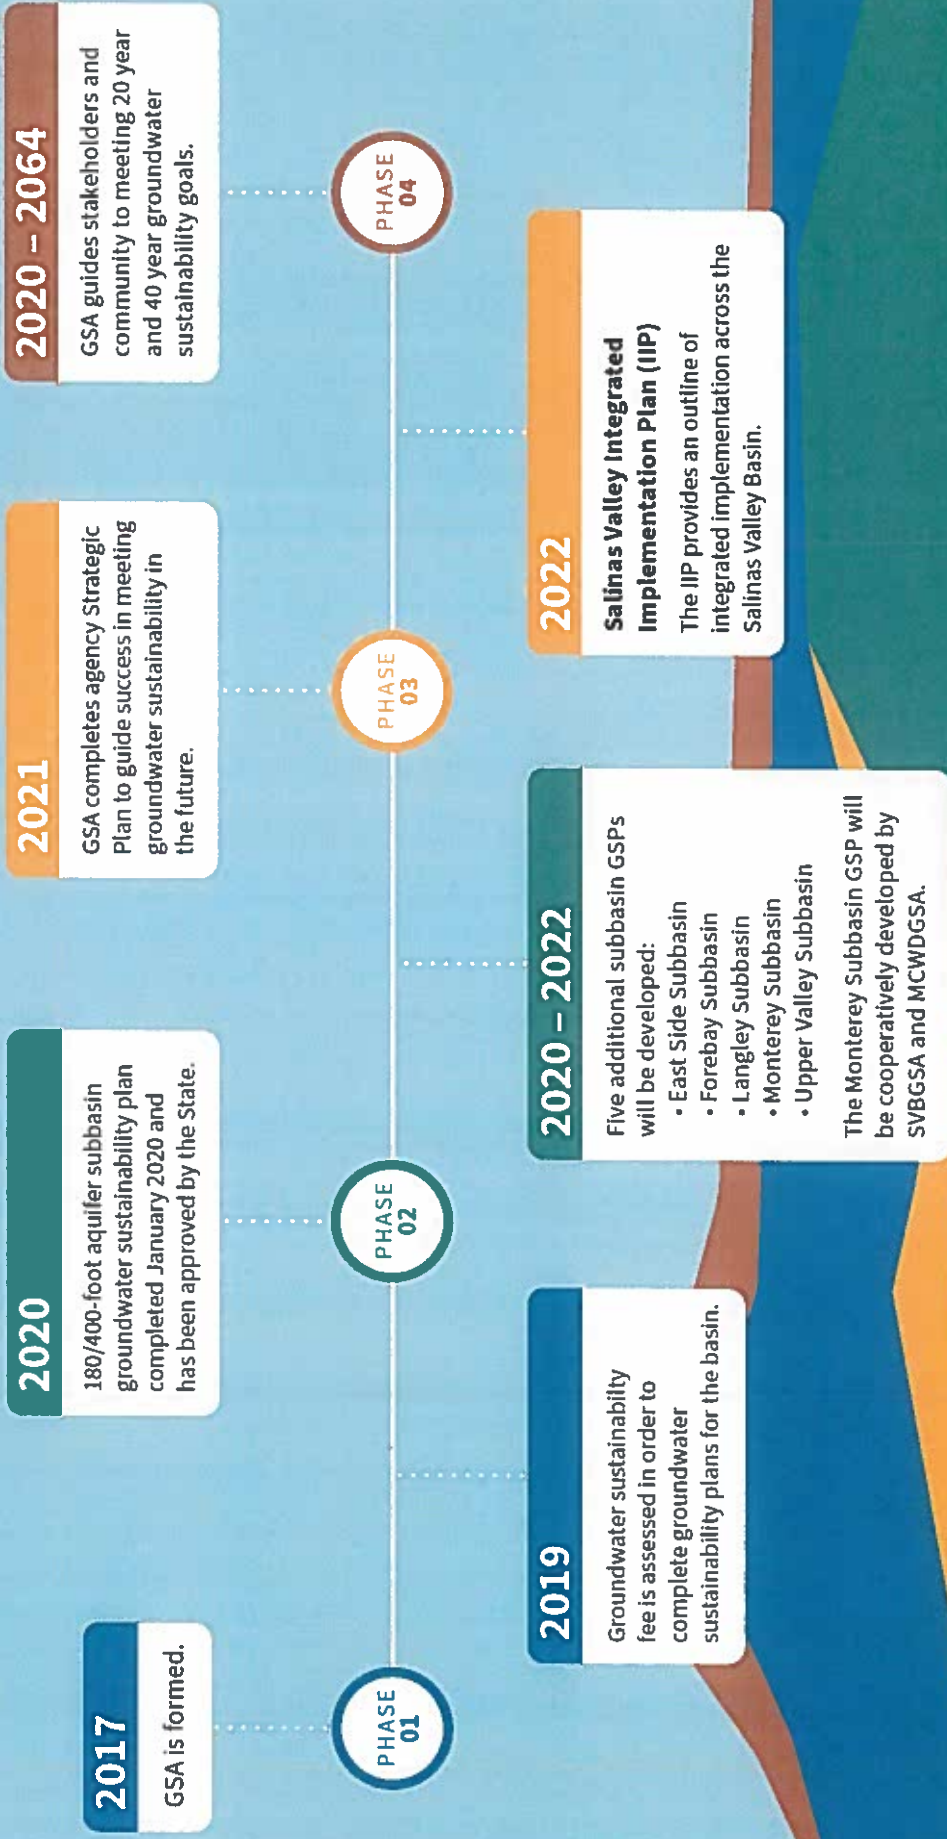 2017
GSA is formed.
PHASE
01
2019
Groundwater sustainabilty
fee is assessed in order to
complete groundwater
sustainability plans for the basin.
2020
180/400-foot aquifer subbasin
groundwater sustainability plan
completed January 2020 and
has been approved by the State.
PHASE
02
2020 – 2022
Five additional subbasin GSPs
will be developed:
• East Side Subbasin
• Forebay Subbasin
• Langley Subbasin
• Monterey Subbasin
• Upper Valley Subbasin
The Monterey Subbasin GSP will
be cooperatively developed by
SVBGSA and MCWDGSA.
2021
GSA completes agency Strategic
Plan to guide success in meeting
groundwater sustainability in
the future.
PHASE
03
2022
Salinas Valley Integrated
Implementation Plan (IIP)
The IIP provides an outline of
integrated implementation across the
Salinas Valley Basin.
2020 – 2064
GSA guides stakeholders and
community to meeting 20 year
and 40 year groundwater
sustainability goals.
PHASE
04